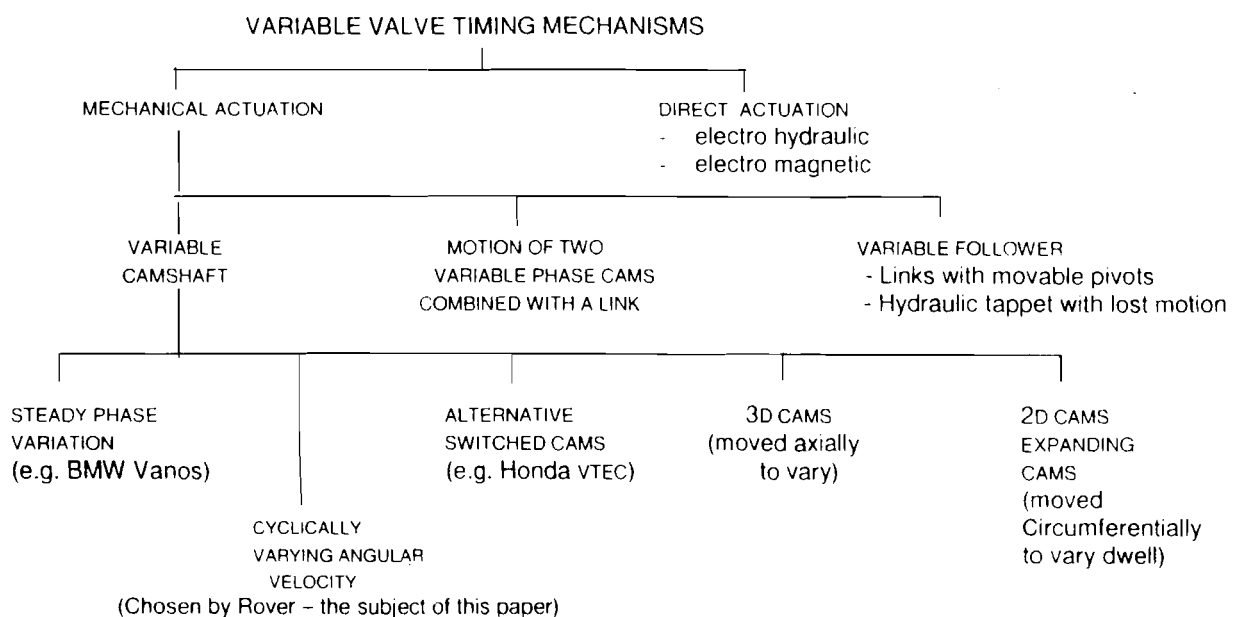 VARIABLE VALVE TIMING MECHANISMS
MECHANICAL ACTUATION
DIRECT ACTUATION
- electro hydraulic
- electro magnetic
VARIABLE
CAMSHAFT
MOTION OF TWO
VARIABLE PHASE CAMS
COMBINED WITH A LINK
VARIABLE FOLLOWER
- Links with movable pivots
- Hydraulic tappet with lost motion
STEADY PHASE
VARIATION
(e.g. BMW Vanos)
CYCLICALLY
VARYING ANGULAR
VELOCITY
(Chosen by Rover – the subject of this paper)
ALTERNATIVE
SWITCHED CAMS
(e.g. Honda VTEC)
3D CAMS
(moved axially
to vary)
2D CAMS
EXPANDING
CAMS
(moved
Circumferentially
to vary dwell)